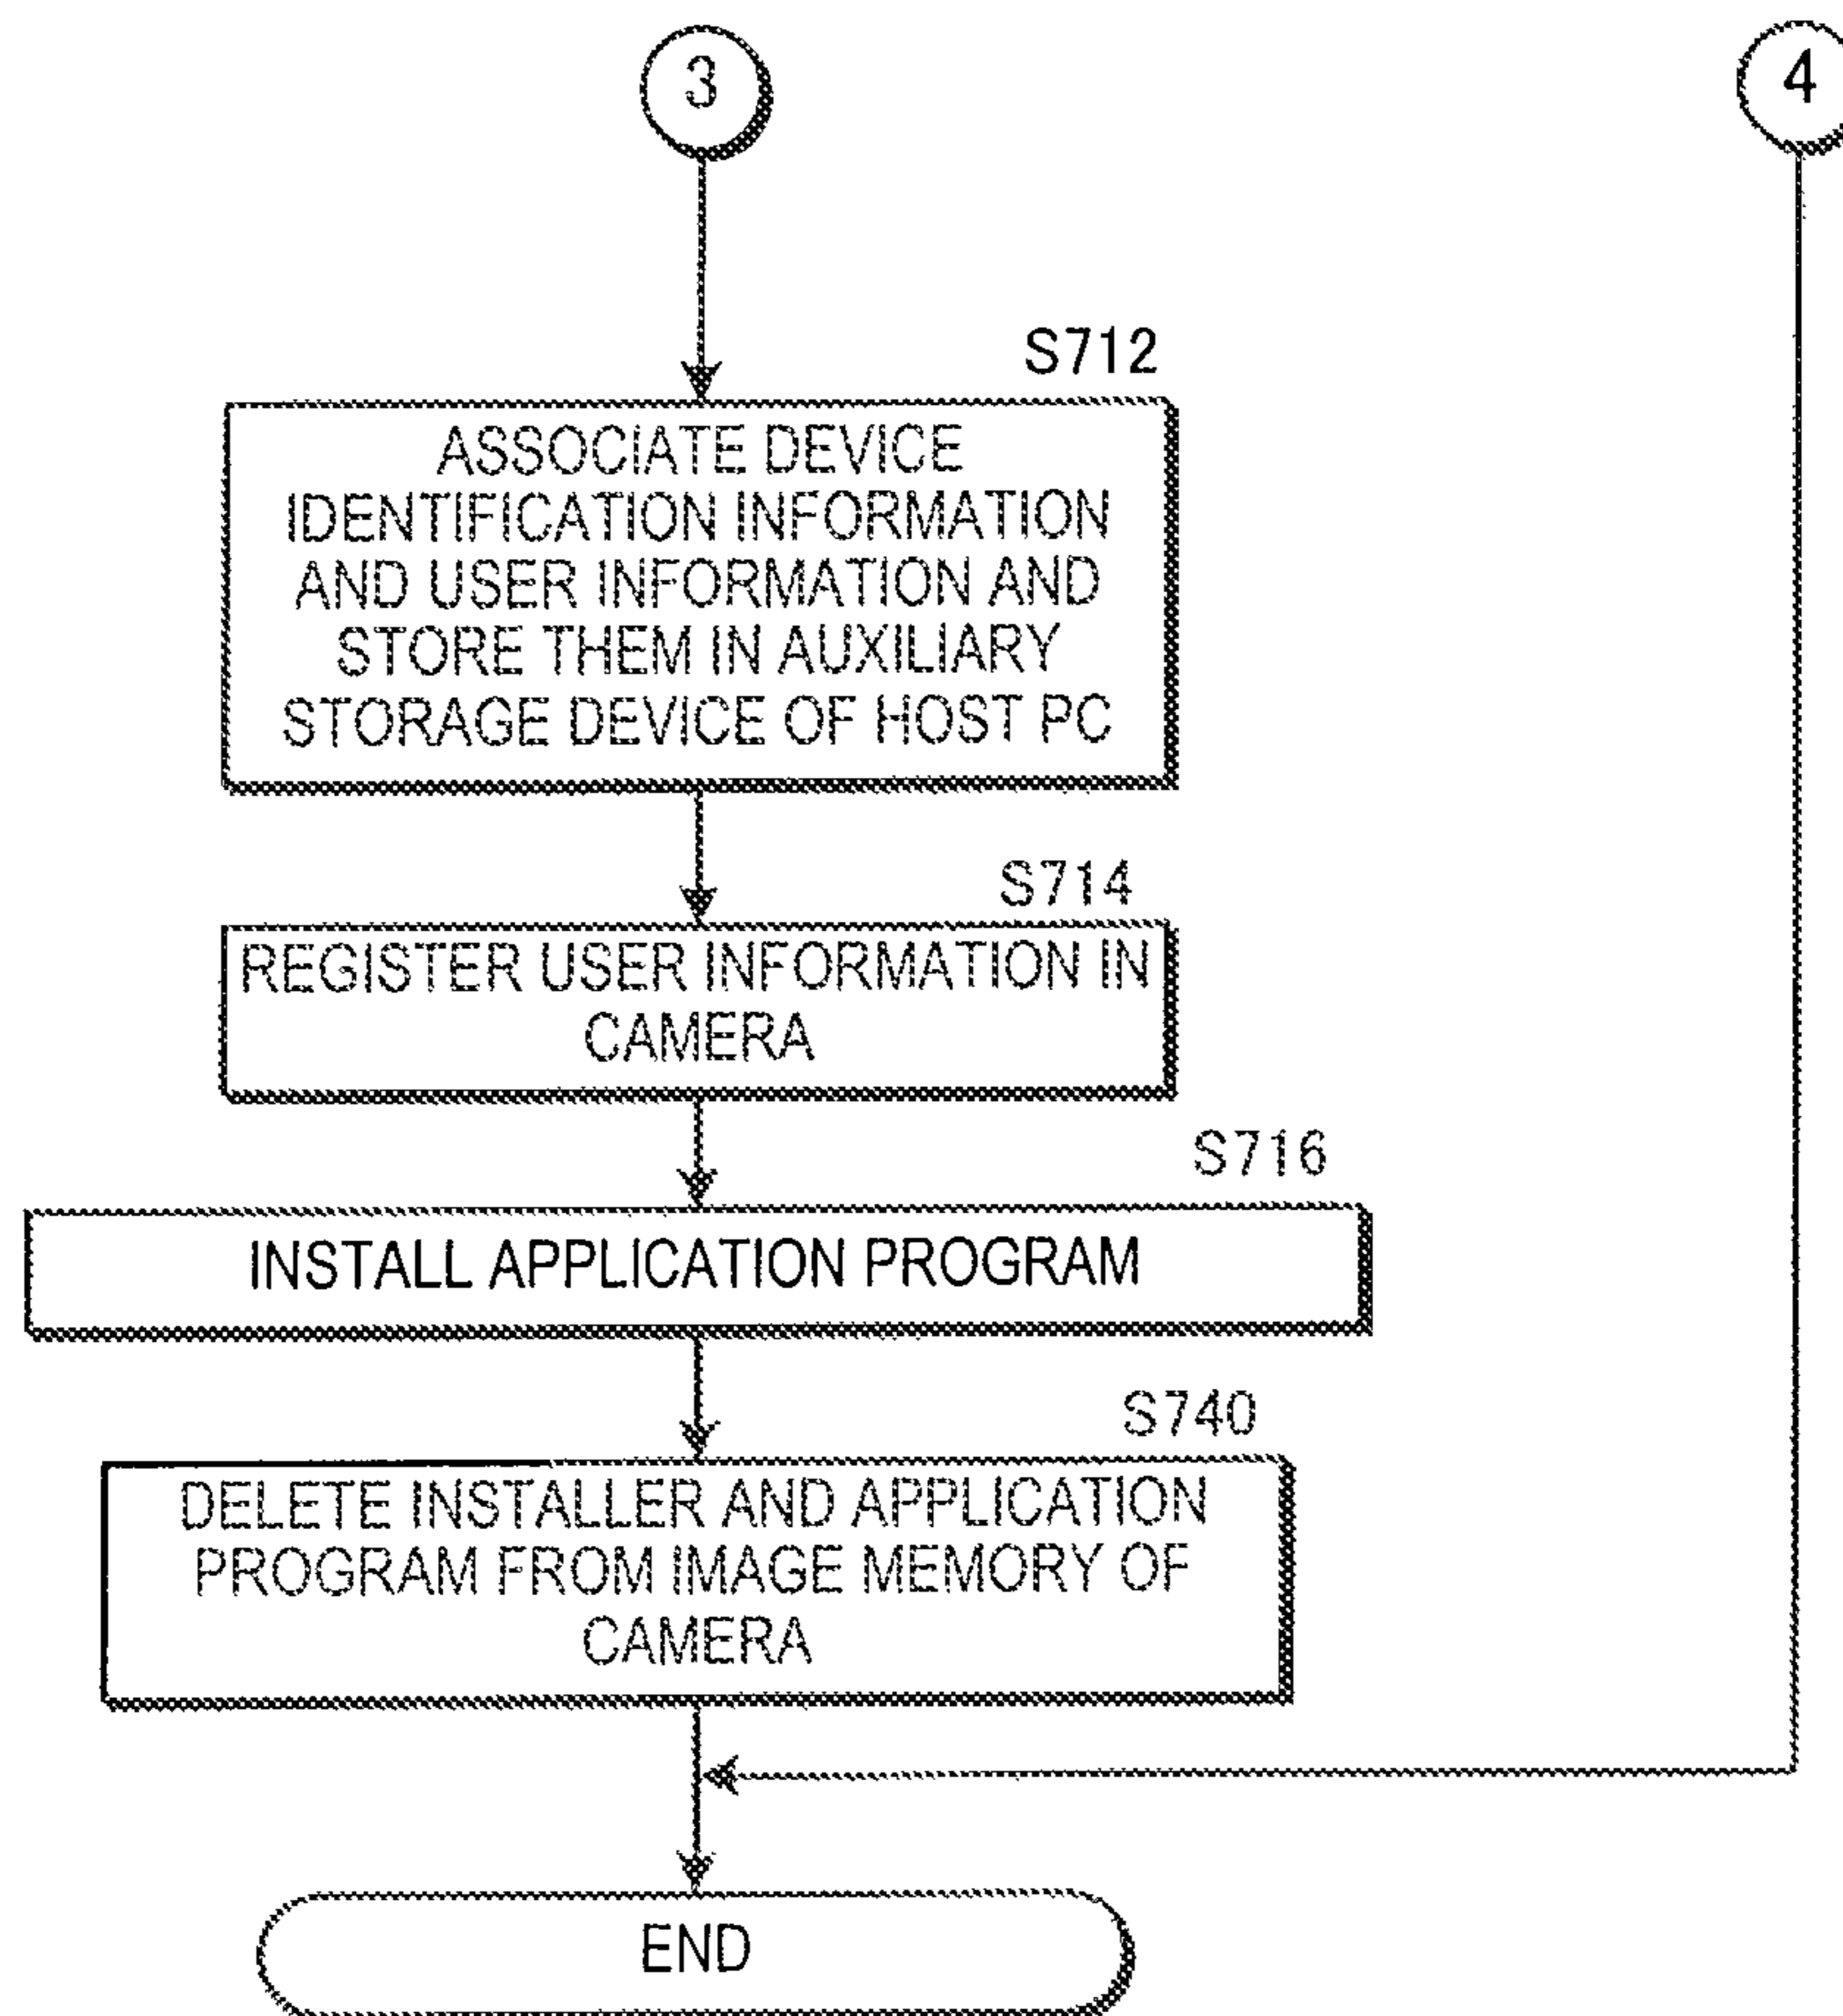 3
4
S712
ASSOCIATE DEVICE
IDENTIFICATION INFORMATION
AND USER INFORMATION AND
STORE THEM IN AUXILIARY
STORAGE DEVICE OF HOST PC
S714
REGISTER USER INFORMATION IN
CAMERA
S716
INSTALL APPLICATION PROGRAM
S740
DELETE INSTALLER AND APPLICATION
PROGRAM FROM IMAGE MEMORY OF
CAMERA
END